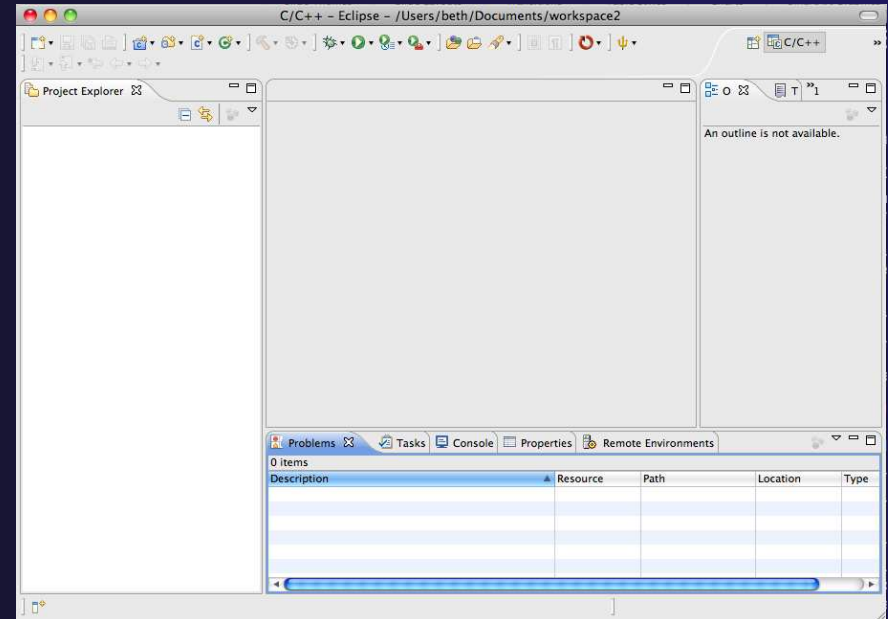 C/C++ - Eclipse - /Users/beth/Documents/workspace2
C/C++ »
Project Explorer
O T »1
An outline is not available.
Problems Tasks Console Properties Remote Environments
0 items
Description Resource Path Location Type